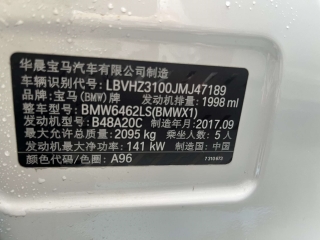 华晨宝马汽车有限公司制造
车辆识别代号: LBVHZ3100JMJ47189
品牌: 宝马(BMW)牌 发动机排量: 1998 ml
整车型号: BMW6462LS(BMWX1)
发动机型号: B48A20C 制造年月: 2017.09
最大允许总质量: 2095 kg 乘坐人数: 5 人
发动机最大净功率: 141 kW 制造国: 中国
颜色代码/色圈: A96
7 310 673